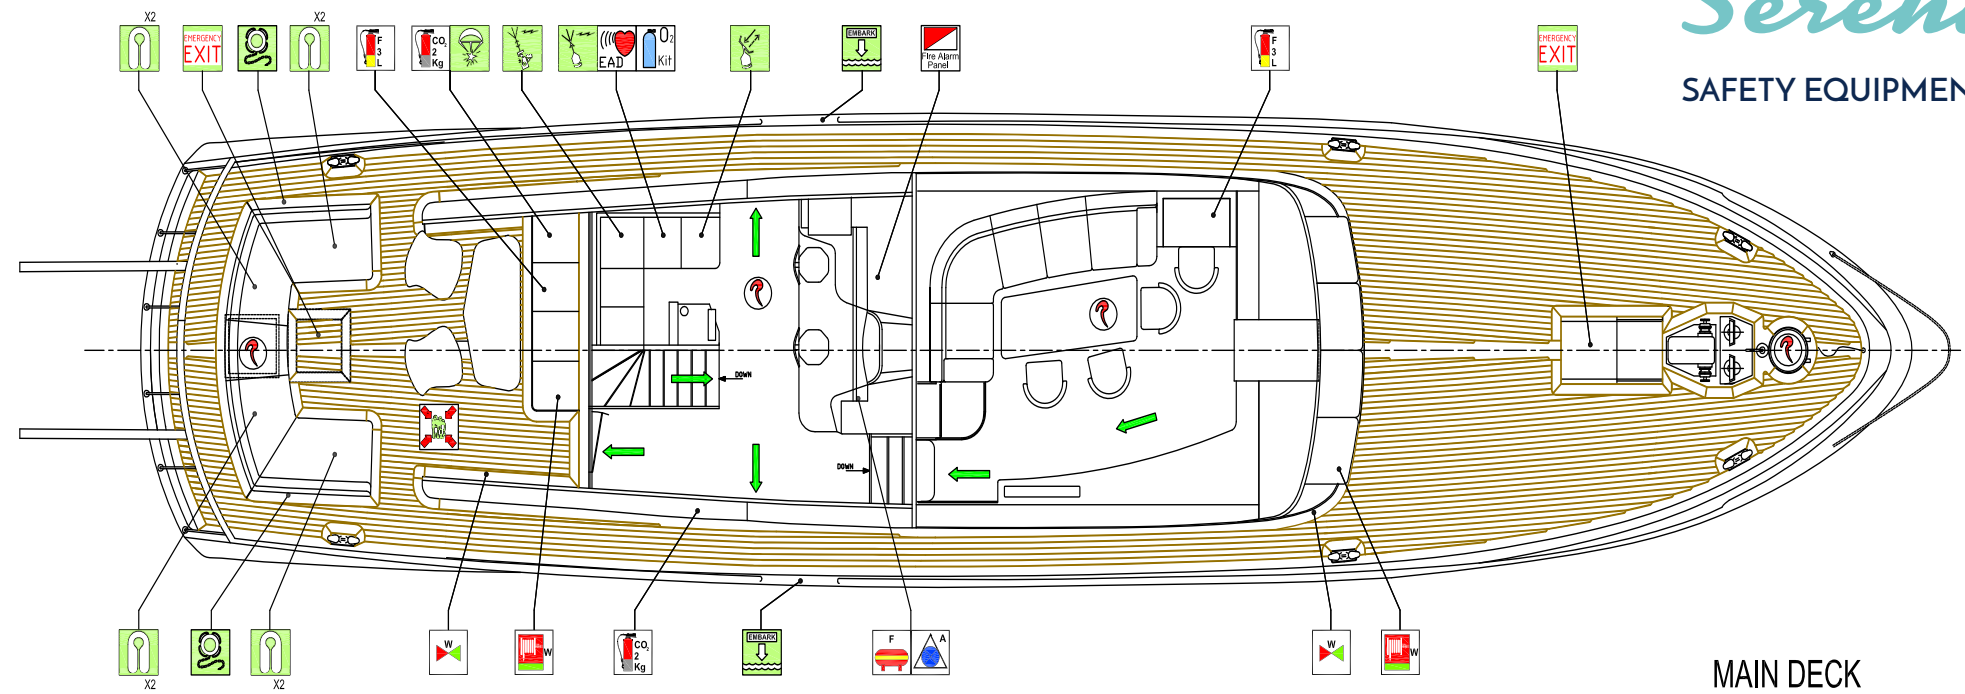 X2
X2
EMERGENCY
EXIT
F
3
L
CO2
2
Kg
EAD
O2
Kit
EMBARK
Fire Alarm
Panel
F
3
L
EMERGENCY
EXIT
SAFETY EQUIPMEN
DOWN
DOWN
X2
X2
W
W
CO2
2
Kg
EMBARK
F
A
W
W
MAIN DECK